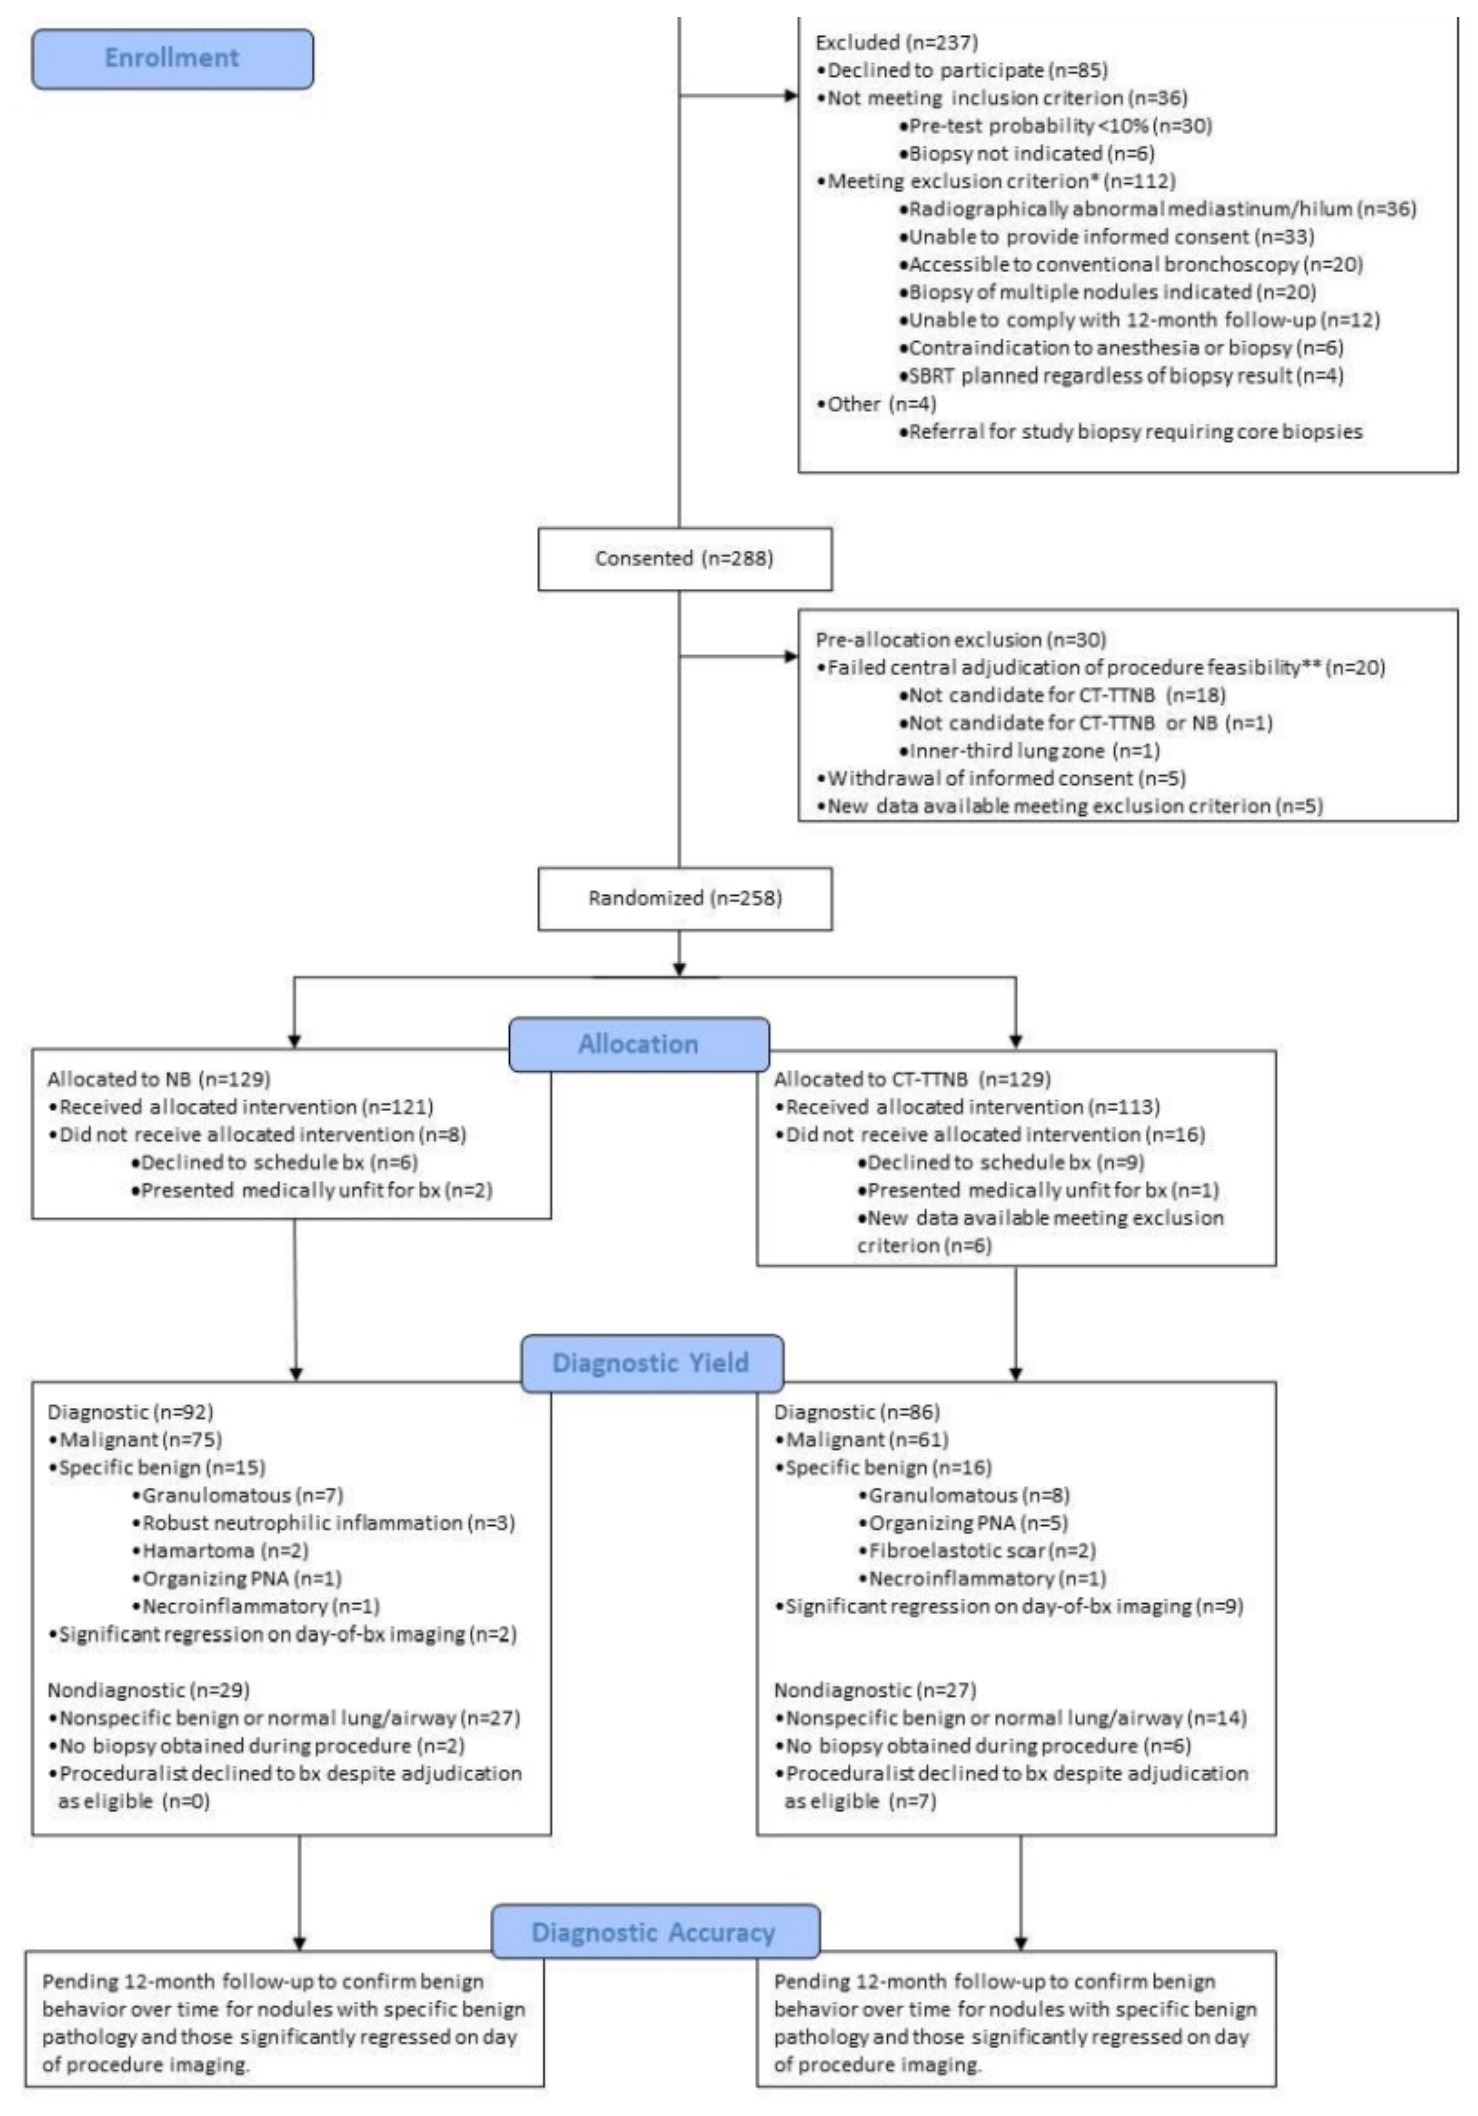 Enrollment
Excluded (n=237)
•Declined to participate (n=85)
•Not meeting inclusion criterion (n=36)
•Pre-test probability <10% (n=30)
•Biopsy not indicated (n=6)
•Meeting exclusion criterion* (n=112)
•Radiographically abnormal mediastinum/hilum (n=36)
•Unable to provide informed consent (n=33)
•Accessible to conventional bronchoscopy (n=20)
•Biopsy of multiple nodules indicated (n=20)
•Unable to comply with 12-month follow-up (n=12)
•Contraindication to anesthesia or biopsy (n=6)
•SBRT planned regardless of biopsy result (n=4)
•Other (n=4)
•Referral for study biopsy requiring core biopsies
Consented (n=288)
Pre-allocation exclusion (n=30)
•Failed central adjudication of procedure feasibility** (n=20)
•Not candidate for CT-TTNB (n=18)
•Not candidate for CT-TTNB or NB (n=1)
•Inner-third lung zone (n=1)
•Withdrawal of informed consent (n=5)
•New data available meeting exclusion criterion (n=5)
Randomized (n=258)
Allocation
Allocated to NB (n=129)
•Received allocated intervention (n=121)
•Did not receive allocated intervention (n=8)
•Declined to schedule bx (n=6)
•Presented medically unfit for bx (n=2)
Allocated to CT-TTNB (n=129)
•Received allocated intervention (n=113)
•Did not receive allocated intervention (n=16)
•Declined to schedule bx (n=9)
•Presented medically unfit for bx (n=1)
•New data available meeting exclusion
criterion (n=6)
Diagnostic Yield
Diagnostic (n=92)
•Malignant (n=75)
•Specific benign (n=15)
•Granulomatous (n=7)
•Robust neutrophilic inflammation (n=3)
•Hamartoma (n=2)
•Organizing PNA (n=1)
•Necroinflammatory (n=1)
•Significant regression on day-of-bx imaging (n=2)
Nondiagnostic (n=29)
•Nonspecific benign or normal lung/airway (n=27)
•No biopsy obtained during procedure (n=2)
•Proceduralist declined to bx despite adjudication
as eligible (n=0)
Diagnostic (n=86)
•Malignant (n=61)
•Specific benign (n=16)
•Granulomatous (n=8)
•Organizing PNA (n=5)
•Fibroelastotic scar (n=2)
•Necroinflammatory (n=1)
•Significant regression on day-of-bx imaging (n=9)
Nondiagnostic (n=27)
•Nonspecific benign or normal lung/airway (n=14)
•No biopsy obtained during procedure (n=6)
•Proceduralist declined to bx despite adjudication
as eligible (n=7)
Diagnostic Accuracy
Pending 12-month follow-up to confirm benign
behavior over time for nodules with specific benign
pathology and those significantly regressed on day
of procedure imaging.
Pending 12-month follow-up to confirm benign
behavior over time for nodules with specific benign
pathology and those significantly regressed on day
of procedure imaging.